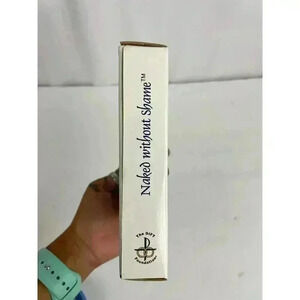 Naked without Shame™
The GIFT
Foundation